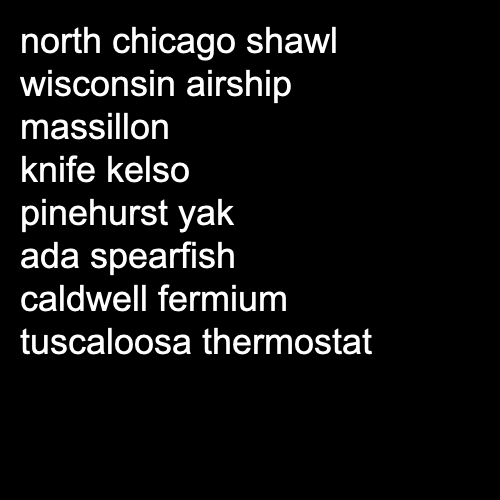 north chicago shawl
wisconsin airship
massillon
knife kelso
pinehurst yak
ada spearfish
caldwell fermium
tuscaloosa thermostat